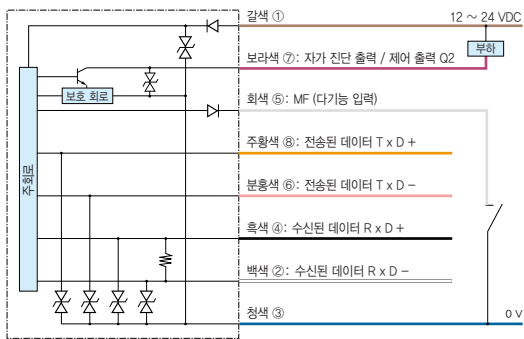 갈색 ①
12 ~ 24 VDC
부하
보라색 ⑦: 자가 진단 출력 / 제어 출력 Q2
보호 회로
회색 ⑤: MF (다기능 입력)
주회로
주황색 ⑧: 전송된 데이터 T x D +
분홍색 ⑥: 전송된 데이터 T x D −
흑색 ④: 수신된 데이터 R x D +
백색 ②: 수신된 데이터 R x D −
청색 ③
0 V